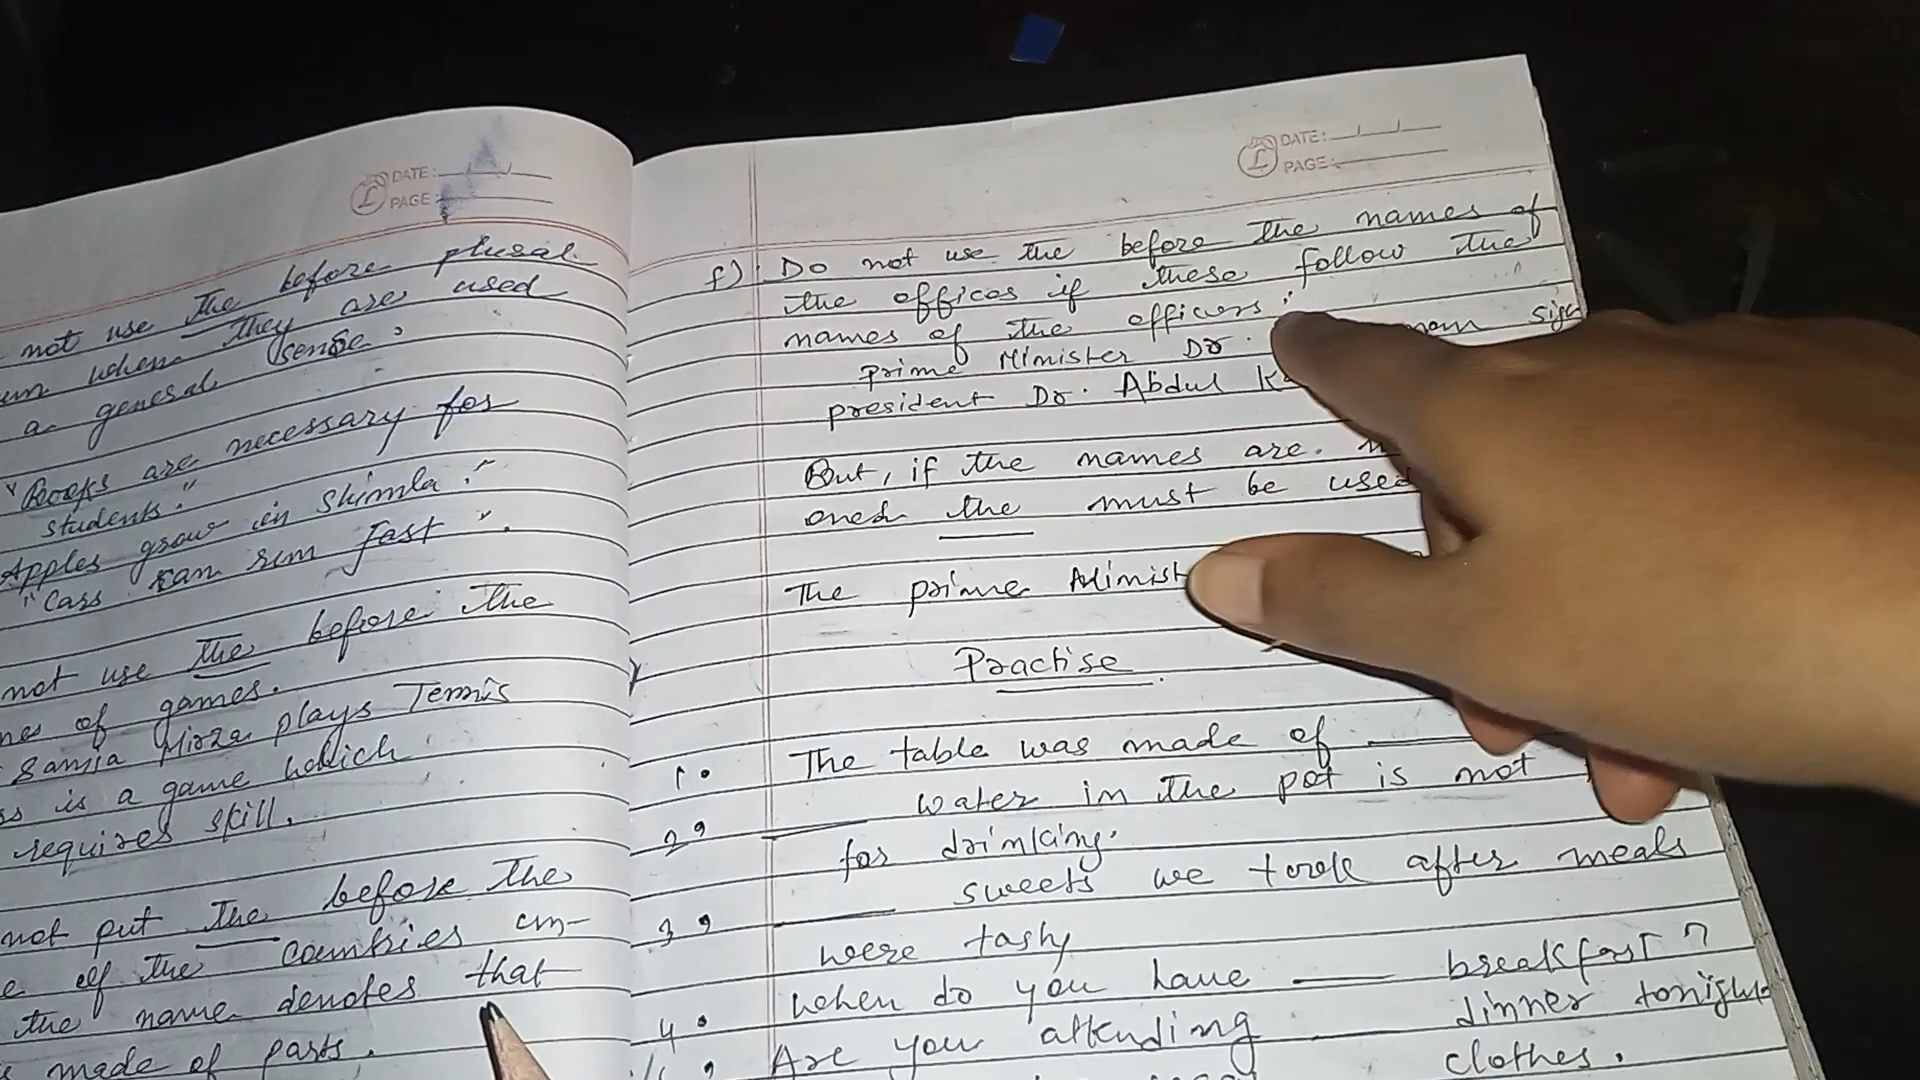 DATE:
PAGE:
not use The before plural
when They are used
a general sense:
"Books are necessary for
students."
Apples grow in Shimla."
"Cars can run fast".
not use The before the
of games.
Sania Mirza plays Tennis
is a game which
requires skill.
not put The before the
of the countries
the name denotes that
made of parts.
DATE:
PAGE:
f) Do not use the before the names of
the offices if these follow the
names of the officers:
Prime Minister Dr.
president Dr. Abdul
But, if the names are.
the must be used
The prime
Practise
1. The table was made of
2, water in the pot is not
for drinking.
3, sweets we took after meals
were tasty
4. when do you have breakfast?
Are you attending dinner
clothes.